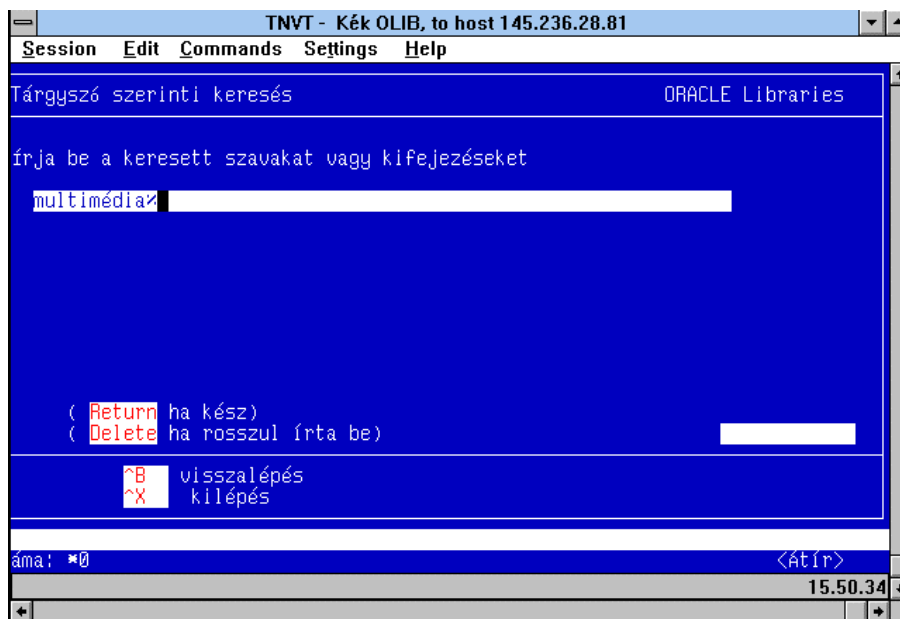 TNVT - Kék OLIB, to host 145.236.28.81
Session Edit Commands Settings Help
Tárgyszó szerinti keresés ORACLE Libraries
írja be a keresett szavakat vagy kifejezéseket
multimédia%
( Return ha kész)
( Delete ha rosszul írta be)
^B visszalépés
^X kilépés
áma: *0 <Átír>
15.50.34